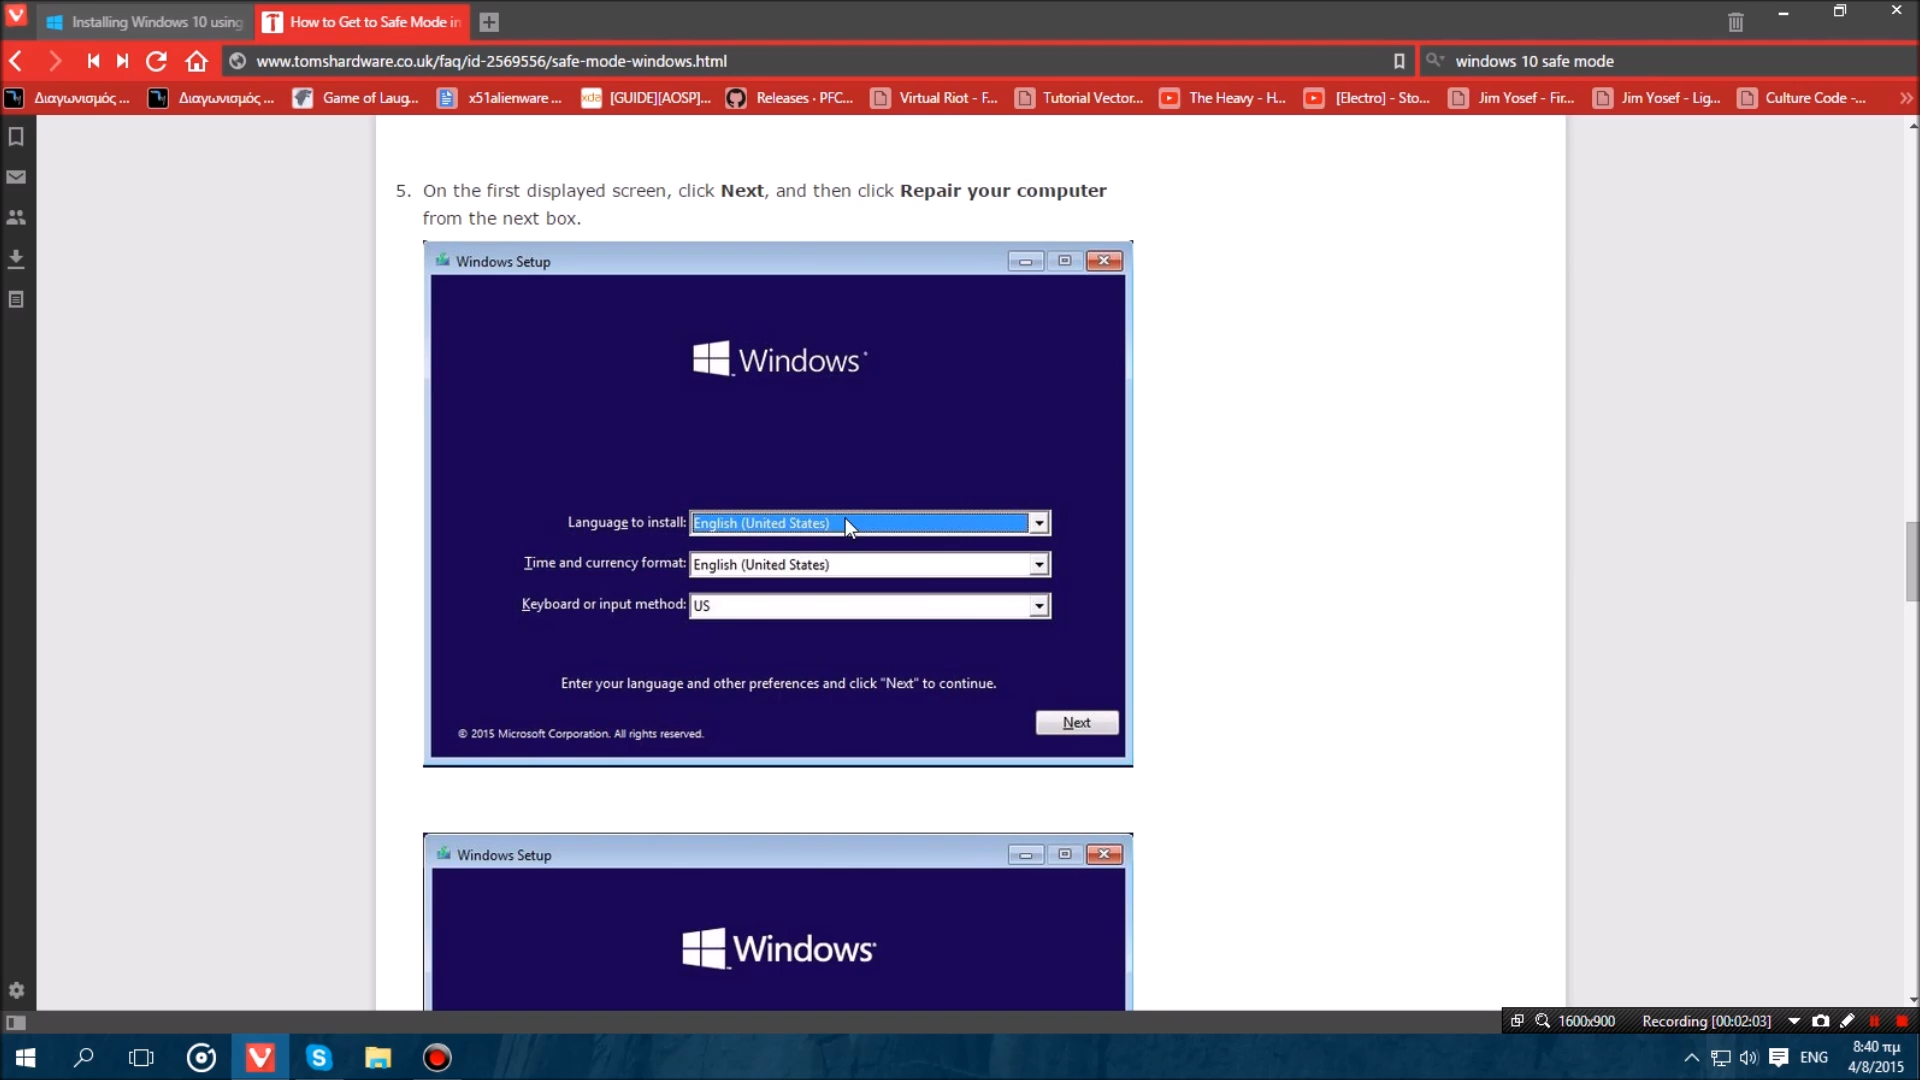 Installing Windows 10 using
How to Get to Safe Mode in
www.tomshardware.co.uk/faq/id-2569556/safe-mode-windows.html
windows 10 safe mode
Διαγωνισμός ...
Διαγωνισμός ...
Game of Laug...
x51alienware ...
xda
[GUIDE][AOSP]...
Releases · PFC...
Virtual Riot - F...
Tutorial Vector...
The Heavy - H...
[Electro] - Sto...
Jim Yosef - Fir...
Jim Yosef - Lig...
Culture Code -...
5. On the first displayed screen, click Next, and then click Repair your computer
from the next box.
Windows Setup
Windows
Language to install: English (United States)
Time and currency format: English (United States)
Keyboard or input method: US
Enter your language and other preferences and click "Next" to continue.
Next
© 2015 Microsoft Corporation. All rights reserved.
Windows Setup
Windows
1600x900
Recording [00:02:03]
ENG
8:40 πμ
4/8/2015